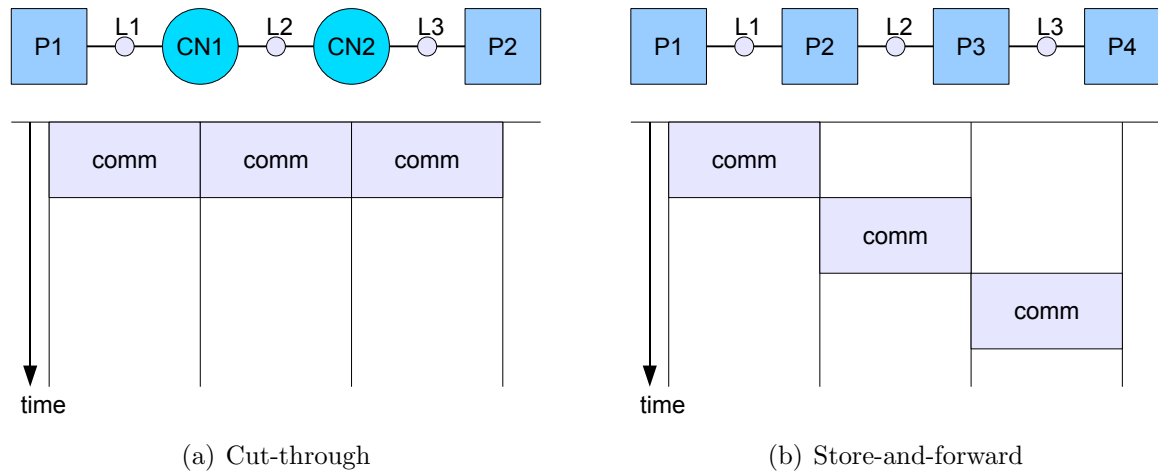 L1 L2 L3
P1 CN1 CN2 P2
comm comm comm
time
(a) Cut-through
L1 L2 L3
P1 P2 P3 P4
comm
comm
comm
time
(b) Store-and-forward